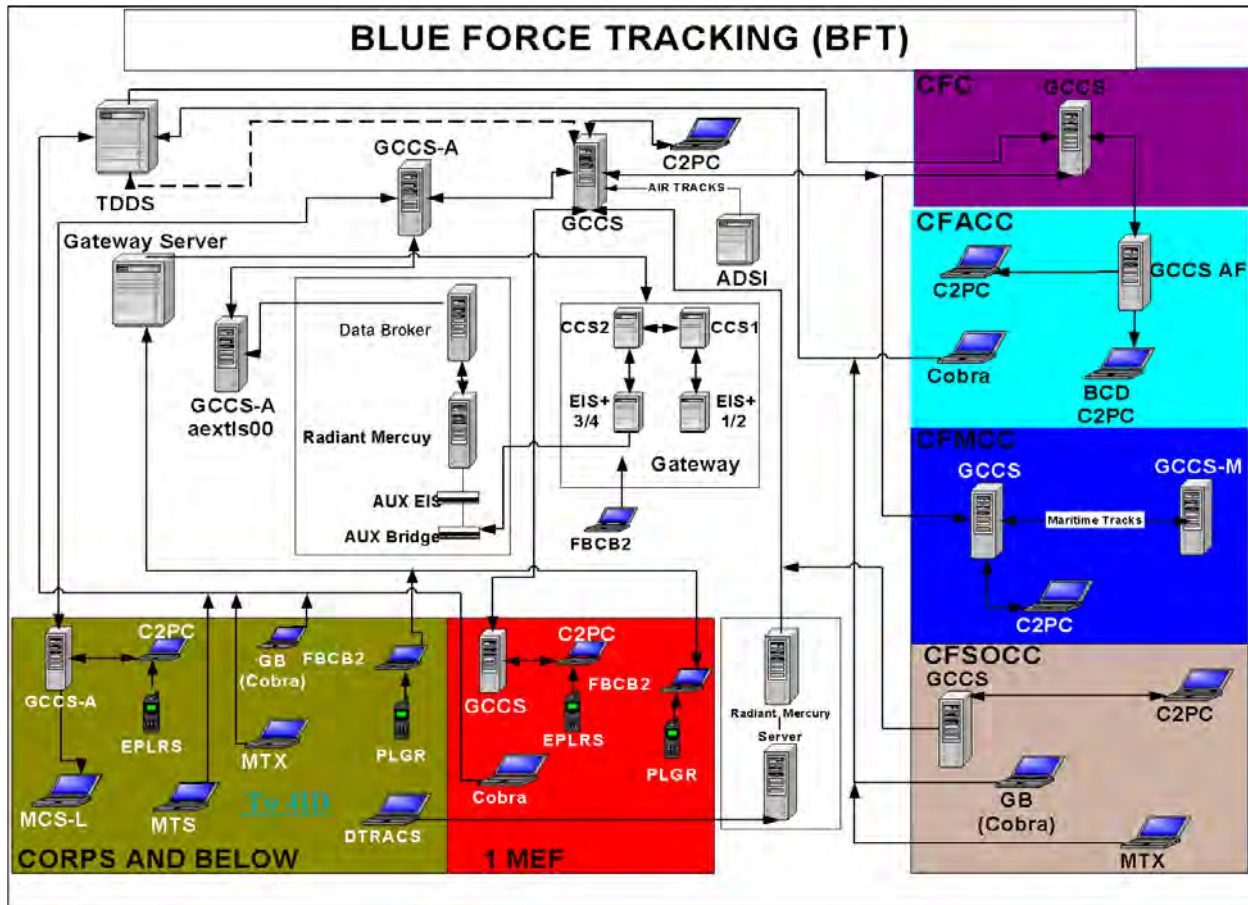 BLUE FORCE TRACKING (BFT)
CFC
GCCS
TDDS
GCCS-A
C2PC
AIR TRACKS
GCCS
ADSI
Gateway Server
CFACC
C2PC
GCCS AF
Cobra
BCD
C2PC
Data Broker
CCS2
CCS1
GCCS-A
aextls00
Radiant Mercuy
EIS+
3/4
EIS+
1/2
Gateway
AUX EIS
AUX Bridge
FBCB2
CFMCC
GCCS
GCCS-M
Maritime Tracks
C2PC
C2PC
GB
(Cobra)
FBCB2
GCCS-A
EPLRS
PLGR
MTX
MCS-L
MTS
To 4ID
DTRACS
CORPS AND BELOW
C2PC
FBCB2
GCCS
EPLRS
PLGR
Cobra
1 MEF
Radiant, Mercury
Server
CFSOCC
GCCS
C2PC
GB
(Cobra)
MTX